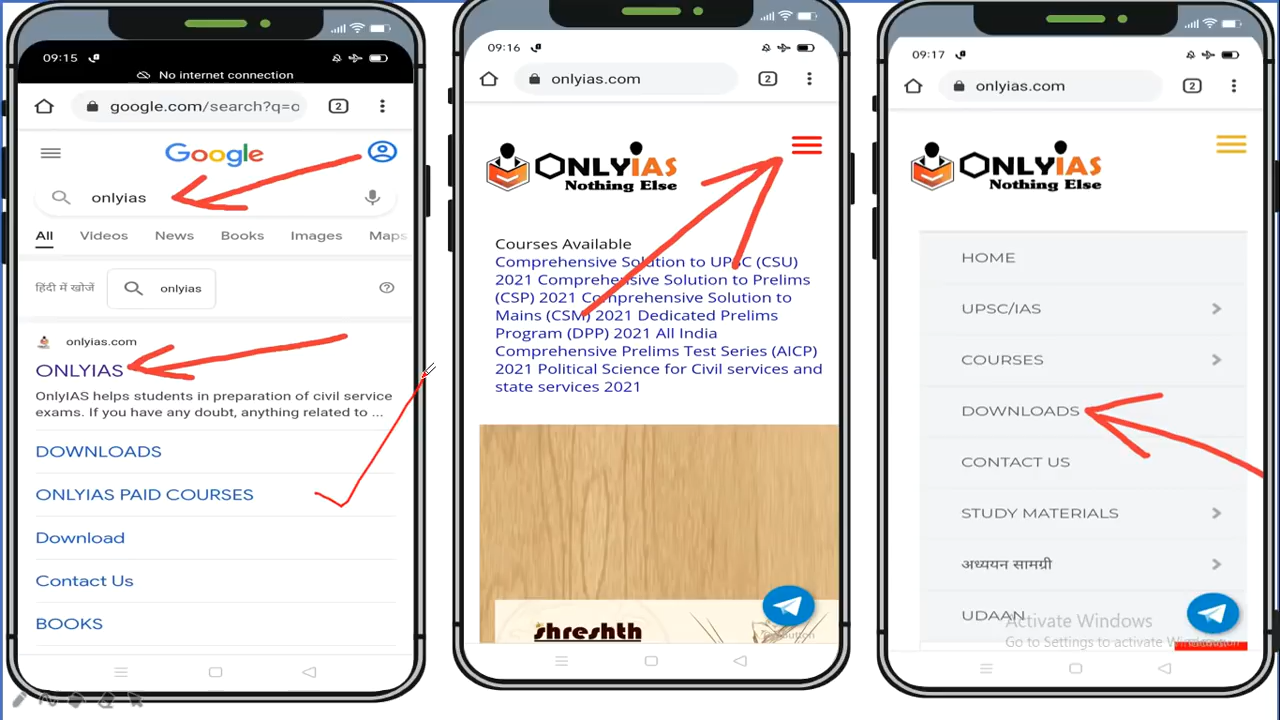 09:15
No internet connection
google.com/search?q=o
2
Google
onlyias
All Videos News Books Images Maps
हिंदी में खोजें
onlyias
onlyias.com
ONLYIAS
OnlyIAS helps students in preparation of civil service
exams. If you have any doubt, anything related to ...
DOWNLOADS
ONLYIAS PAID COURSES
Download
Contact Us
BOOKS
09:16
onlyias.com
2
ONLYIAS
Nothing Else
Courses Available
Comprehensive Solution to UPSC (CSU)
2021 Comprehensive Solution to Prelims
(CSP) 2021 Comprehensive Solution to
Mains (CSM) 2021 Dedicated Prelims
Program (DPP) 2021 All India
Comprehensive Prelims Test Series (AICP)
2021 Political Science for Civil services and
state services 2021
shreshth
09:17
onlyias.com
2
ONLYIAS
Nothing Else
HOME
UPSC/IAS
COURSES
DOWNLOADS
CONTACT US
STUDY MATERIALS
अध्ययन सामग्री
UDAAN
Activate Windows
Go to Settings to activate Windows.